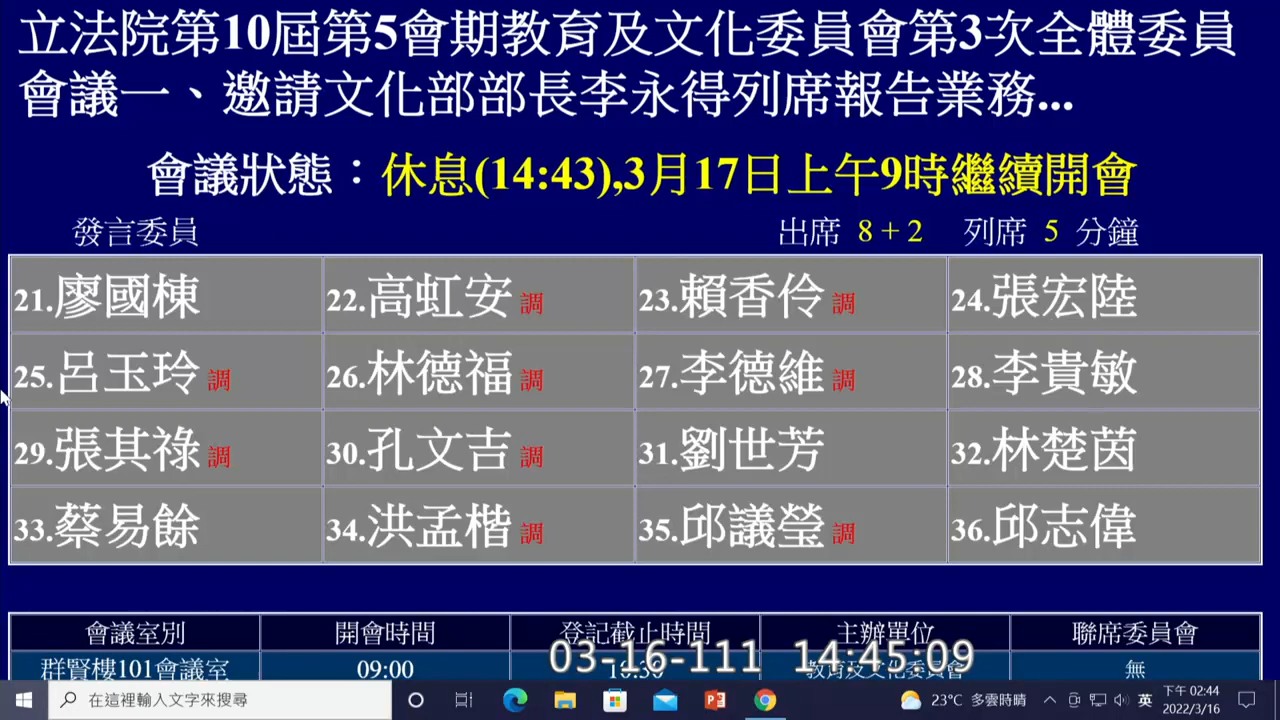 立法院第10屆第5會期教育及文化委員會第3次全體委員
會議一、邀請文化部部長李永得列席報告業務...
會議狀態：休息(14:43),3月17日上午9時繼續開會
發言委員 出席 8 + 2 列席 5 分鐘
21.廖國棟 22.高虹安 調 23.賴香伶 調 24.張宏陸
25.呂玉玲 調 26.林德福 調 27.李德維 調 28.李貴敏
29.張其祿 調 30.孔文吉 調 31.劉世芳 32.林楚茵
33.蔡易餘 34.洪孟楷 調 35.邱議瑩 調 36.邱志偉
會議室別 開會時間 登記截止時間 主辦單位 聯席委員會
群賢樓101會議室 09:00 10:30 教育及文化委員會 無
03-16-111 14:45:09
在這裡輸入文字來搜尋 23°C 多雲時晴 英 下午 02:44
2022/3/16